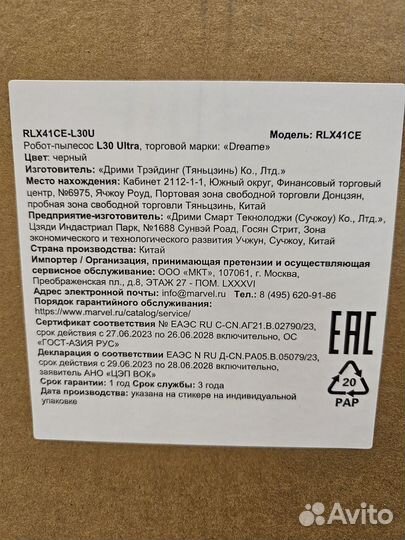 RLX41CE-L30U Модель: RLX41CE
Робот-пылесос L30 Ultra, торговой марки: «Dreame»
Цвет: черный
Изготовитель: «Дрими Трэйдинг (Тяньцзинь) Ко., Лтд.»
Место нахождения: Кабинет 2112-1-1, Южный округ, Финансовый торговый
центр, №6975, Ячжоу Роуд, Портовая зона свободной торговли Донцзян,
пробная зона свободной торговли Тяньцзинь, Китай
Предприятие-изготовитель: «Дрими Смарт Текнолоджи (Сучжоу) Ко., Лтд.»,
Цзяди Индастриал Парк, №1688 Сунвэй Роад, Госян Стрит, Зона
экономического и технологического развития Учжун, Сучжоу, Китай
Страна производства: Китай
Импортер / Организация, принимающая претензии и осуществляющая
сервисное обслуживание: ООО «МКТ», 107061, г. Москва,
Преображенская пл., д.8, ЭТАЖ 27 - ПОМ. LXXXVI
Адрес электронной почты: info@marvel.ru Тел.: 8 (495) 620-91-86
Порядок гарантийного обслуживания:
https://www.marvel.ru/catalog/service/
Сертификат соответствия № ЕАЭС RU С-CN.АГ21.В.02790/23,
срок действия с 27.06.2023 по 26.06.2028 включительно, ОС
«ГОСТ-АЗИЯ РУС»
Декларация о соответствии ЕАЭС N RU Д-CN.РА05.В.05079/23,
срок действия с 29.06.2023 по 28.06.2028 включительно,
заявитель АНО «ЦЭП ВОК»
Срок гарантии: 1 год Срок службы: 3 года
Дата производства: указана на стикере на индивидуальной
упаковке
EAC
20
PAP
Avito